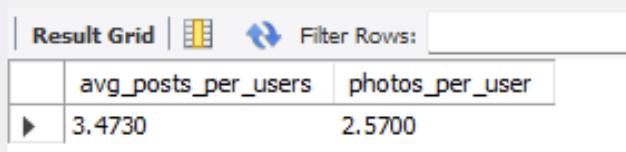 Result Grid Filter Rows:
avg_posts_per_users photos_per_user
3.4730 2.5700